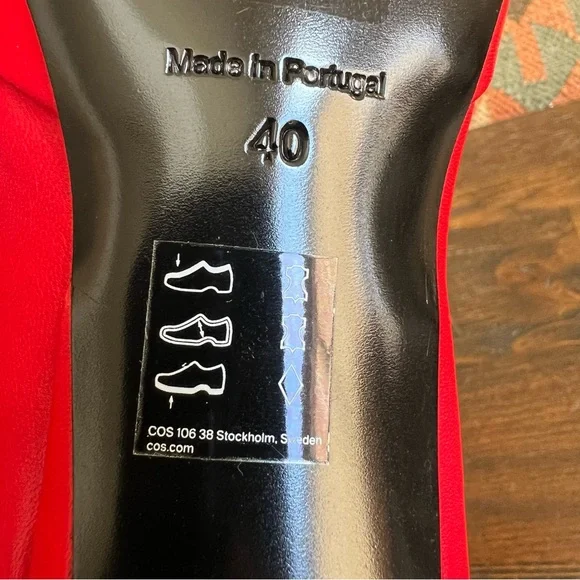 Made in Portugal
40
COS 106 38 Stockholm, Sweden
cos.com